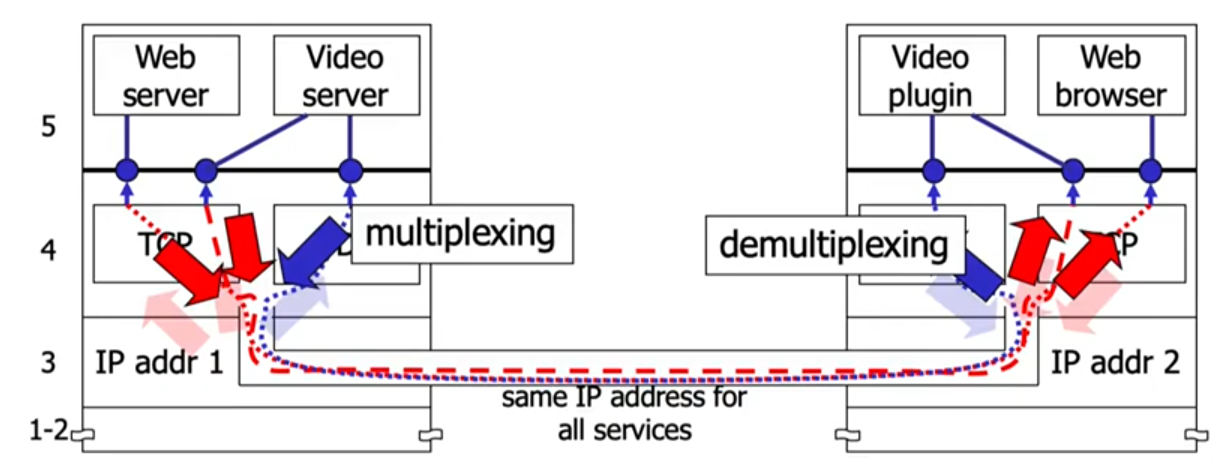 Web
server
Video
server
Video
plugin
Web
browser
5
4
TCP
multiplexing
demultiplexing
3
IP addr 1
IP addr 2
same IP address for
all services
1-2